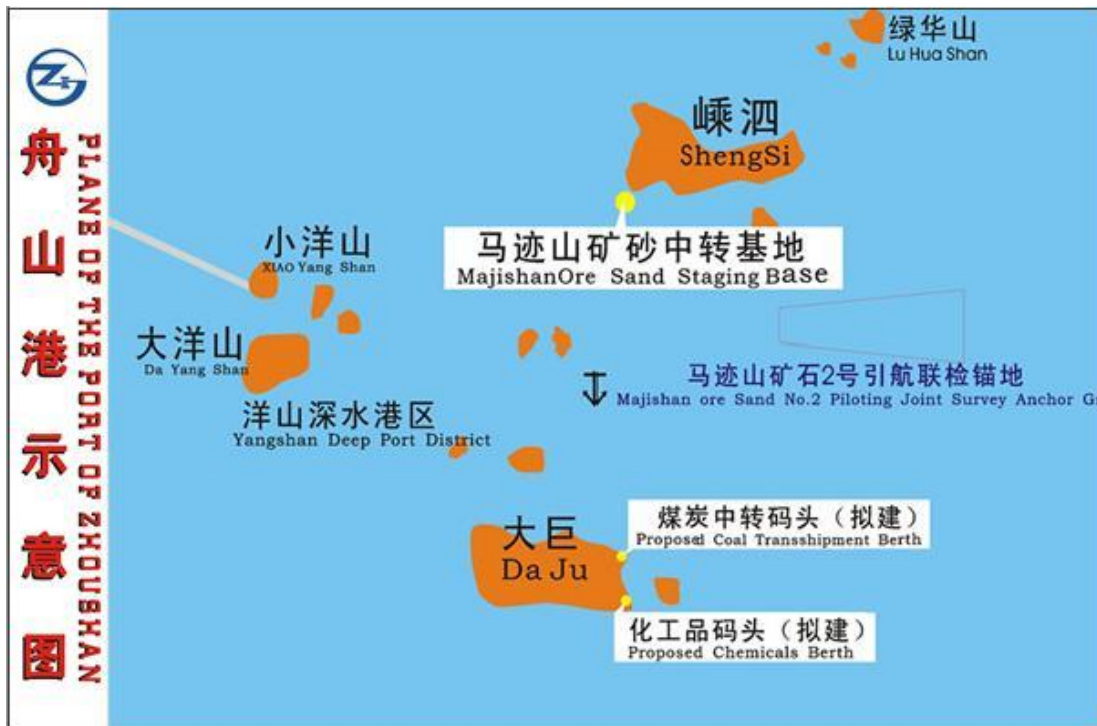 舟山港示意图
PLANE OF THE PORT OF ZHOUSHAN
绿华山
Lu Hua Shan
嵊泗
ShengSi
马迹山矿砂中转基地
MajishanOre Sand Staging Base
小洋山
XIAO Yang Shan
大洋山
Da Yang Shan
洋山深水港区
Yangshan Deep Port District
马迹山矿石2号引航联检锚地
Majishan ore Sand No.2 Piloting Joint Survey Anchor G
大巨
Da Ju
煤炭中转码头（拟建）
Proposed Coal Transshipment Berth
化工品码头（拟建）
Proposed Chemicals Berth